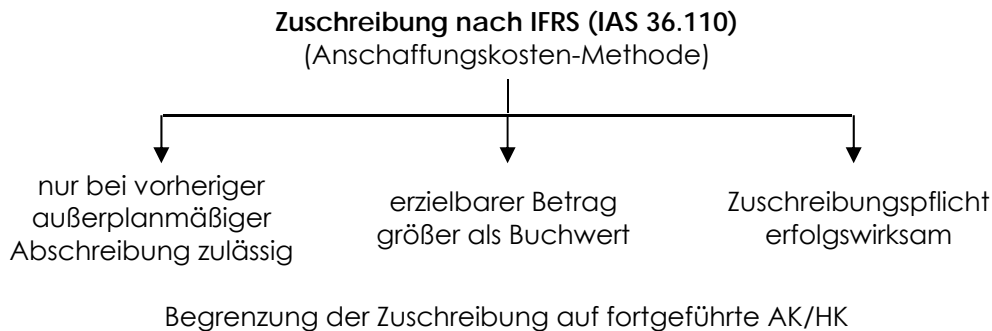 Zuschreibung nach IFRS (IAS 36.110)
(Anschaffungskosten-Methode)
nur bei vorheriger
außerplanmäßiger
Abschreibung zulässig
erzielbarer Betrag
größer als Buchwert
Zuschreibungspflicht
erfolgswirksam
Begrenzung der Zuschreibung auf fortgeführte AK/HK